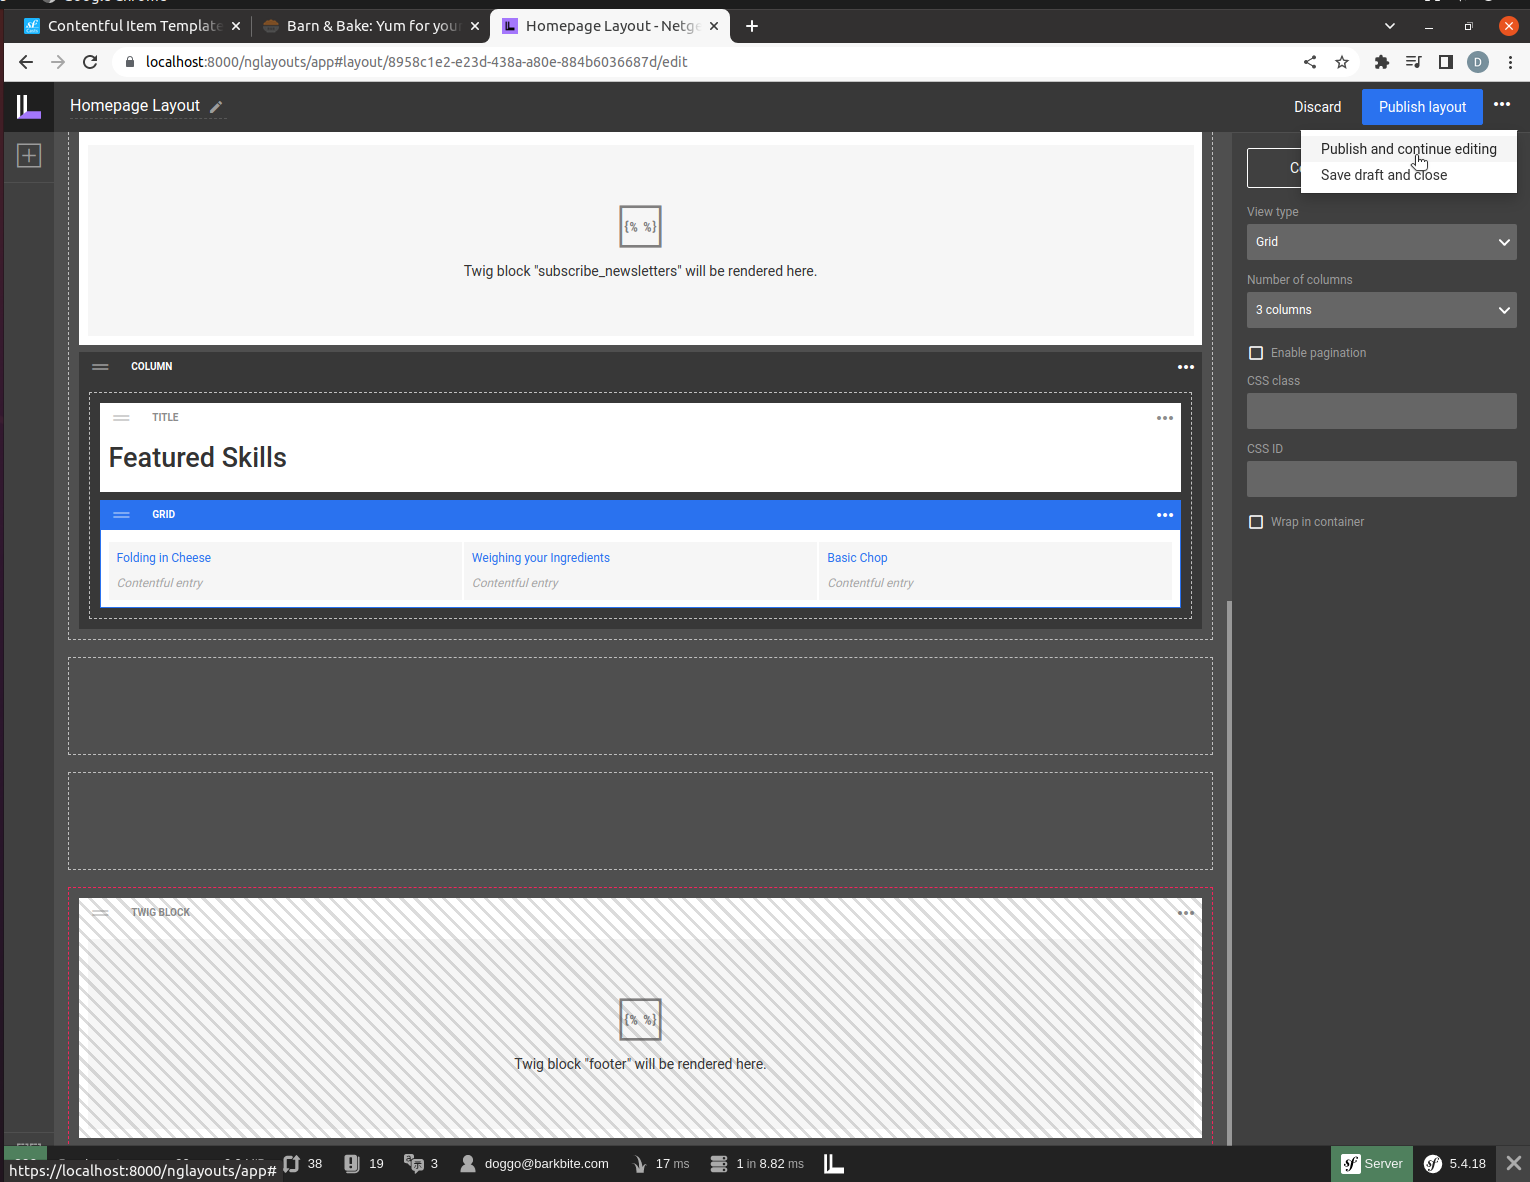 Google Chrome
Contentful Item Template
Barn & Bake: Yum for you
Homepage Layout - Netge
localhost:8000/nglayouts/app#layout/8958c1e2-e23d-438a-a80e-884b6036687d/edit
D
Homepage Layout
Discard
Publish layout
Publish and continue editing
Save draft and close
{% %}
Twig block "subscribe_newsletters" will be rendered here.
View type
Grid
Number of columns
3 columns
Enable pagination
CSS class
CSS ID
Wrap in container
COLUMN
TITLE
Featured Skills
GRID
Folding in Cheese
Contentful entry
Weighing your Ingredients
Contentful entry
Basic Chop
Contentful entry
TWIG BLOCK
{% %}
Twig block "footer" will be rendered here.
https://localhost:8000/nglayouts/app#
38
19
3
doggo@barkbite.com
17 ms
1 in 8.82 ms
sf Server
sf 5.4.18